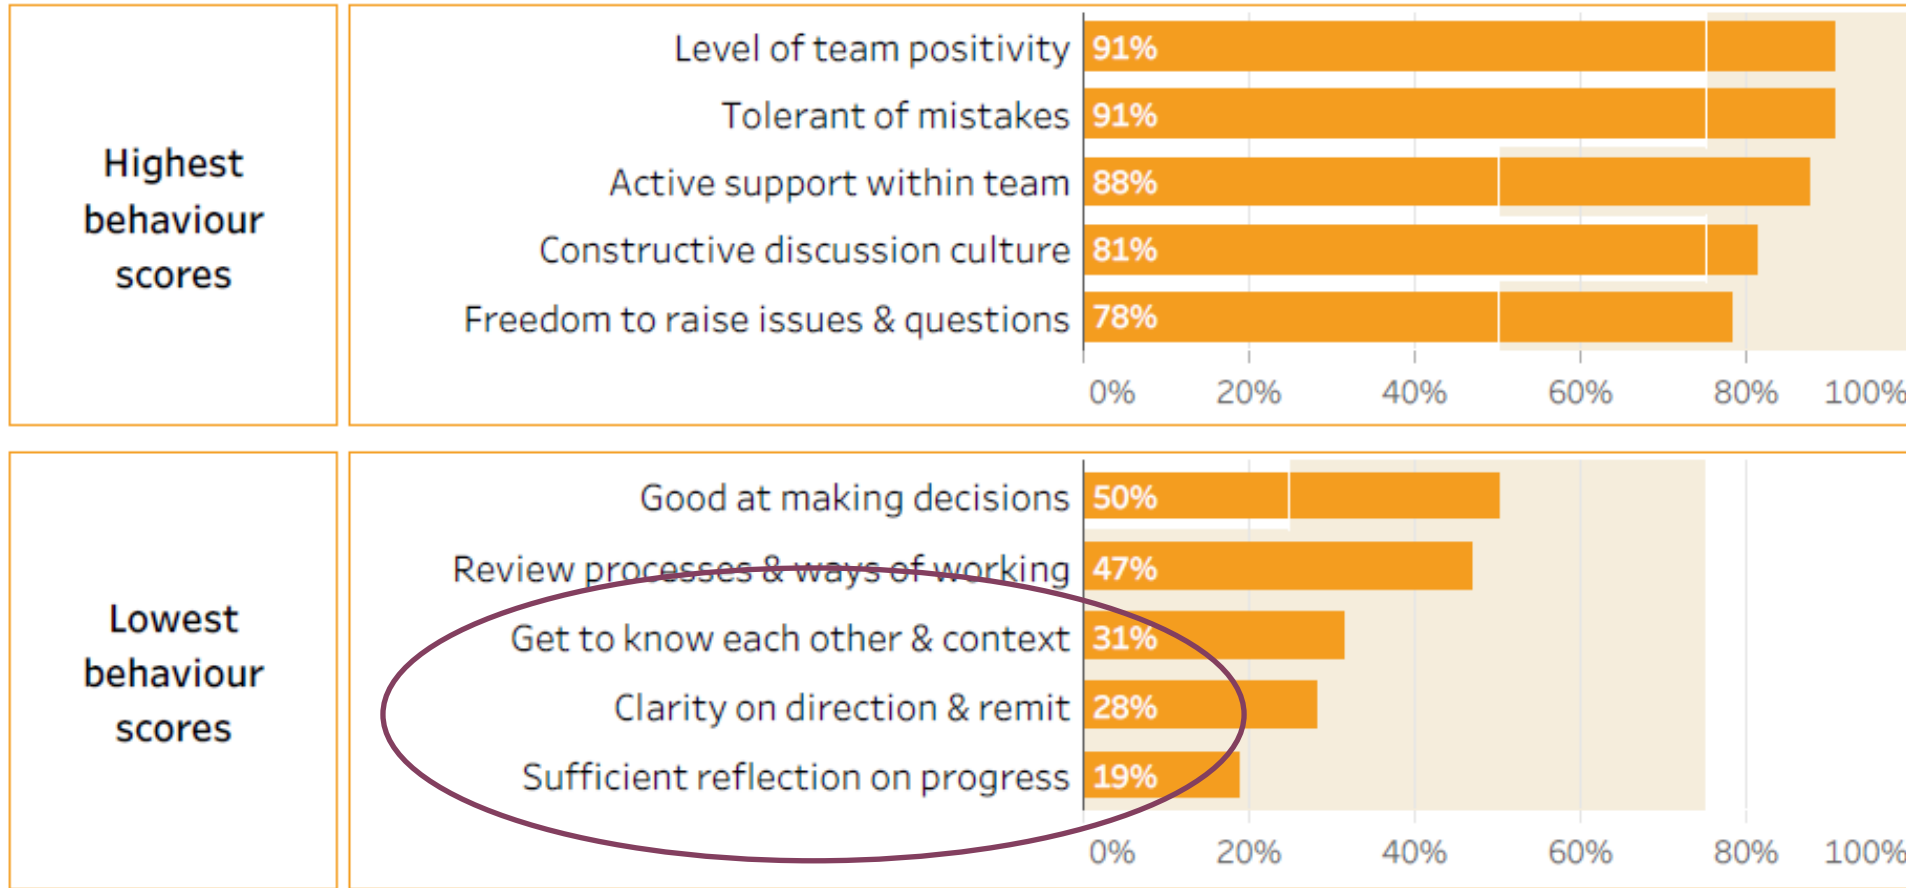 Highest
behaviour
scores
Level of team positivity 91%
Tolerant of mistakes 91%
Active support within team 88%
Constructive discussion culture 81%
Freedom to raise issues & questions 78%
0% 20% 40% 60% 80% 100%
Lowest
behaviour
scores
Good at making decisions 50%
Review processes & ways of working 47%
Get to know each other & context 31%
Clarity on direction & remit 28%
Sufficient reflection on progress 19%
0% 20% 40% 60% 80% 100%